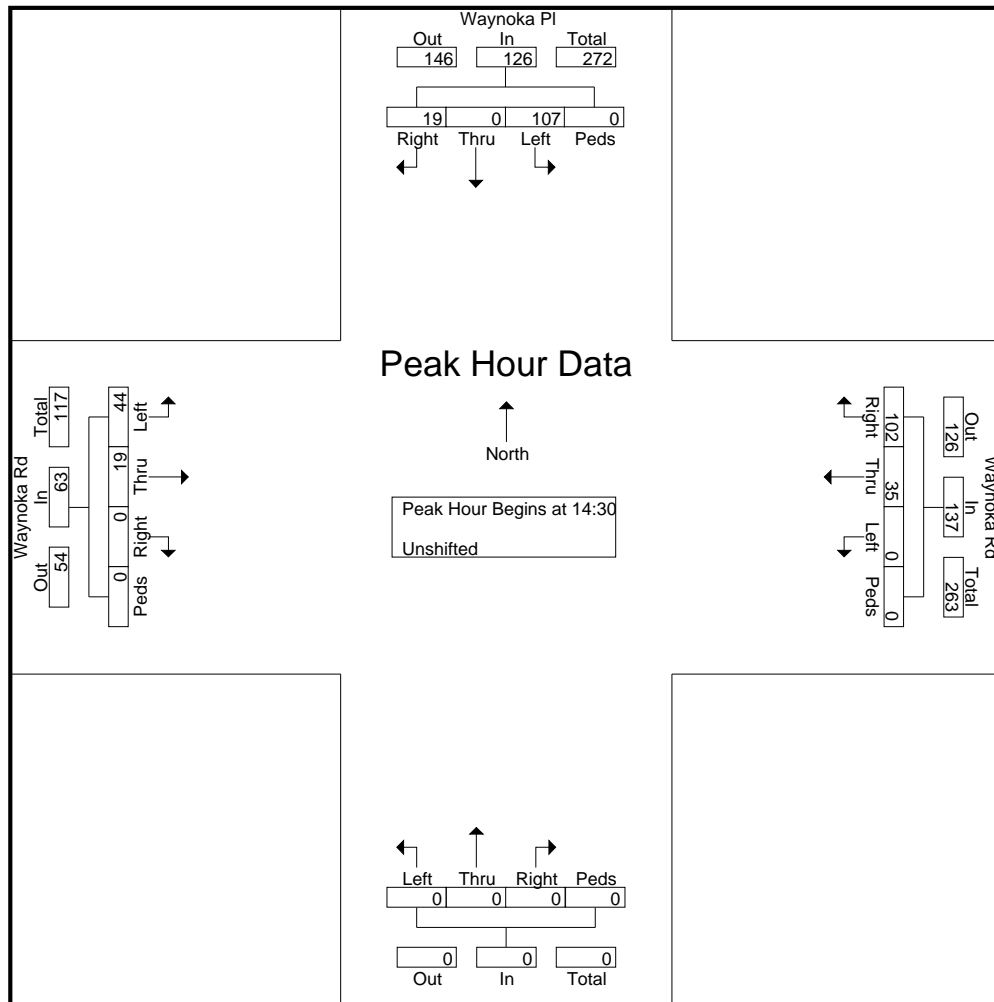 Waynoka Pl
Out In Total
146 126 272
19 0 107 0
Right Thru Left Peds
Peak Hour Data
North
Peak Hour Begins at 14:30
Unshifted
Waynoka Rd
Total In Out
117 63 54
44 19 0 0
Left Thru Right Peds
Waynoka Rd
Out In Total
126 137 263
102 35 0 0
Right Thru Left Peds
Left Thru Right Peds
0 0 0 0
0 0 0
Out In Total